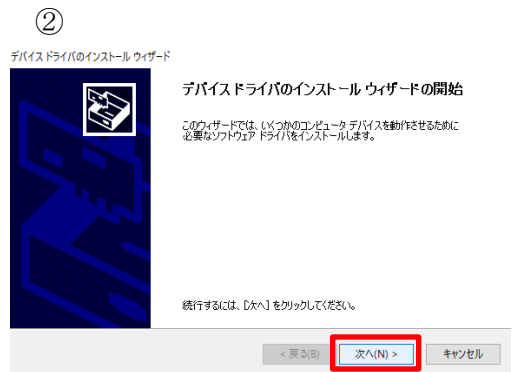 ②
デバイス ドライバのインストール ウィザード
デバイス ドライバのインストール ウィザードの開始
このウィザードでは、いくつかのコンピュータ デバイスを動作させるために
必要なソフトウェア ドライバをインストールします。
続行するには、[次へ] をクリックしてください。
< 戻る(B)
次へ(N) >
キャンセル